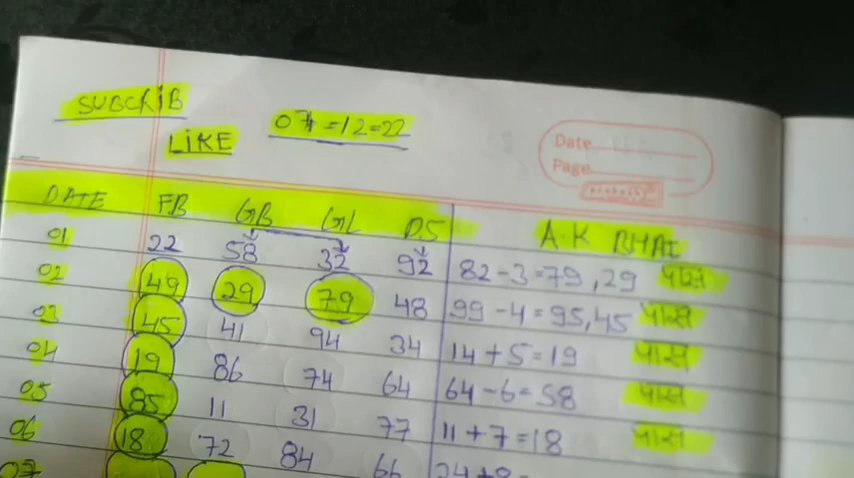 SUBCRIB
LIKE 07=12=22
Date
Page
DATE FB GB GL DS A.K BHAI
01 22 58 32 92 82-3=79,29 पास
02 49 29 79 48 99-4=95,45 पास
03 45 41 94 34 14+5=19 पास
04 19 86 74 64 64-6=58 पास
05 85 11 31 77 11+7=18 पास
06 18 72 84 66
07